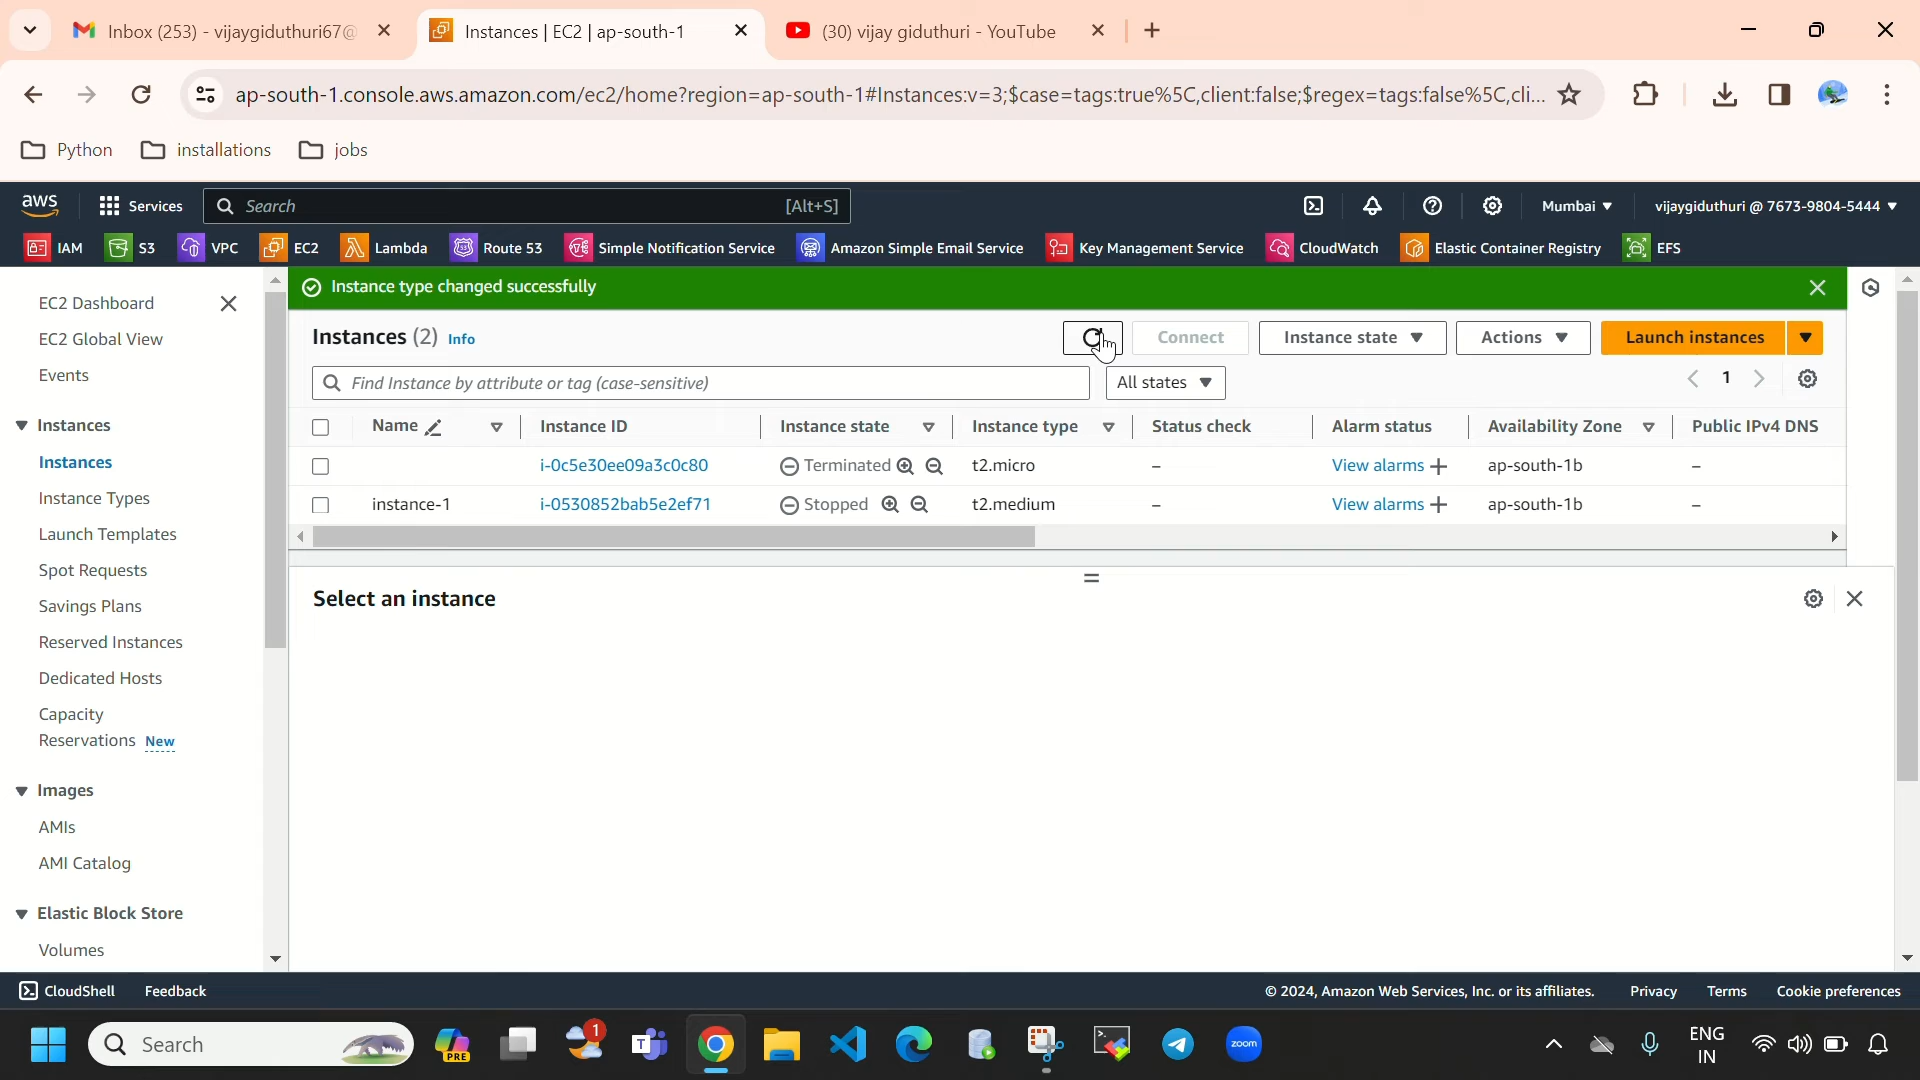 Inbox (253) - vijaygiduthuri67@
Instances | EC2 | ap-south-1
(30) vijay giduthuri - YouTube
ap-south-1.console.aws.amazon.com/ec2/home?region=ap-south-1#Instances:v=3;$case=tags:true%5C,client:false;$regex=tags:false%5C,cli...
Python
installations
jobs
aws
Services
Search
[Alt+S]
Mumbai
vijaygiduthuri @ 7673-9804-5444
IAM
S3
VPC
EC2
Lambda
Route 53
Simple Notification Service
Amazon Simple Email Service
Key Management Service
CloudWatch
Elastic Container Registry
EFS
Instance type changed successfully
EC2 Dashboard
EC2 Global View
Events
Instances
Instances
Instance Types
Launch Templates
Spot Requests
Savings Plans
Reserved Instances
Dedicated Hosts
Capacity
Reservations New
Images
AMIs
AMI Catalog
Elastic Block Store
Volumes
Instances (2) Info
Connect
Instance state
Actions
Launch instances
Find Instance by attribute or tag (case-sensitive)
All states
1
Name
Instance ID
Instance state
Instance type
Status check
Alarm status
Availability Zone
Public IPv4 DNS
i-0c5e30ee09a3c0c80
Terminated
t2.micro
–
View alarms +
ap-south-1b
–
instance-1
i-0530852bab5e2ef71
Stopped
t2.medium
–
View alarms +
ap-south-1b
–
Select an instance
CloudShell
Feedback
© 2024, Amazon Web Services, Inc. or its affiliates.
Privacy
Terms
Cookie preferences
Search
PRE
1
T
zoom
ENG
IN